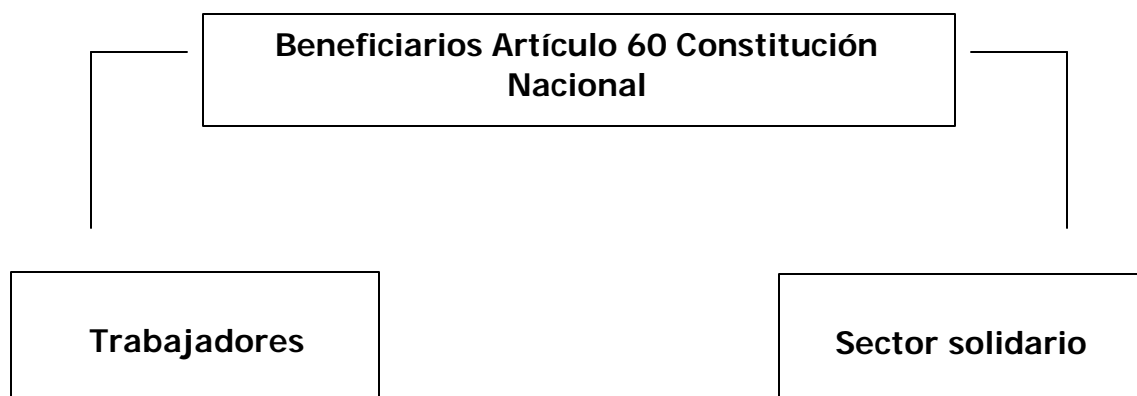 Beneficiarios Artículo 60 Constitución
Nacional
Trabajadores
Sector solidario